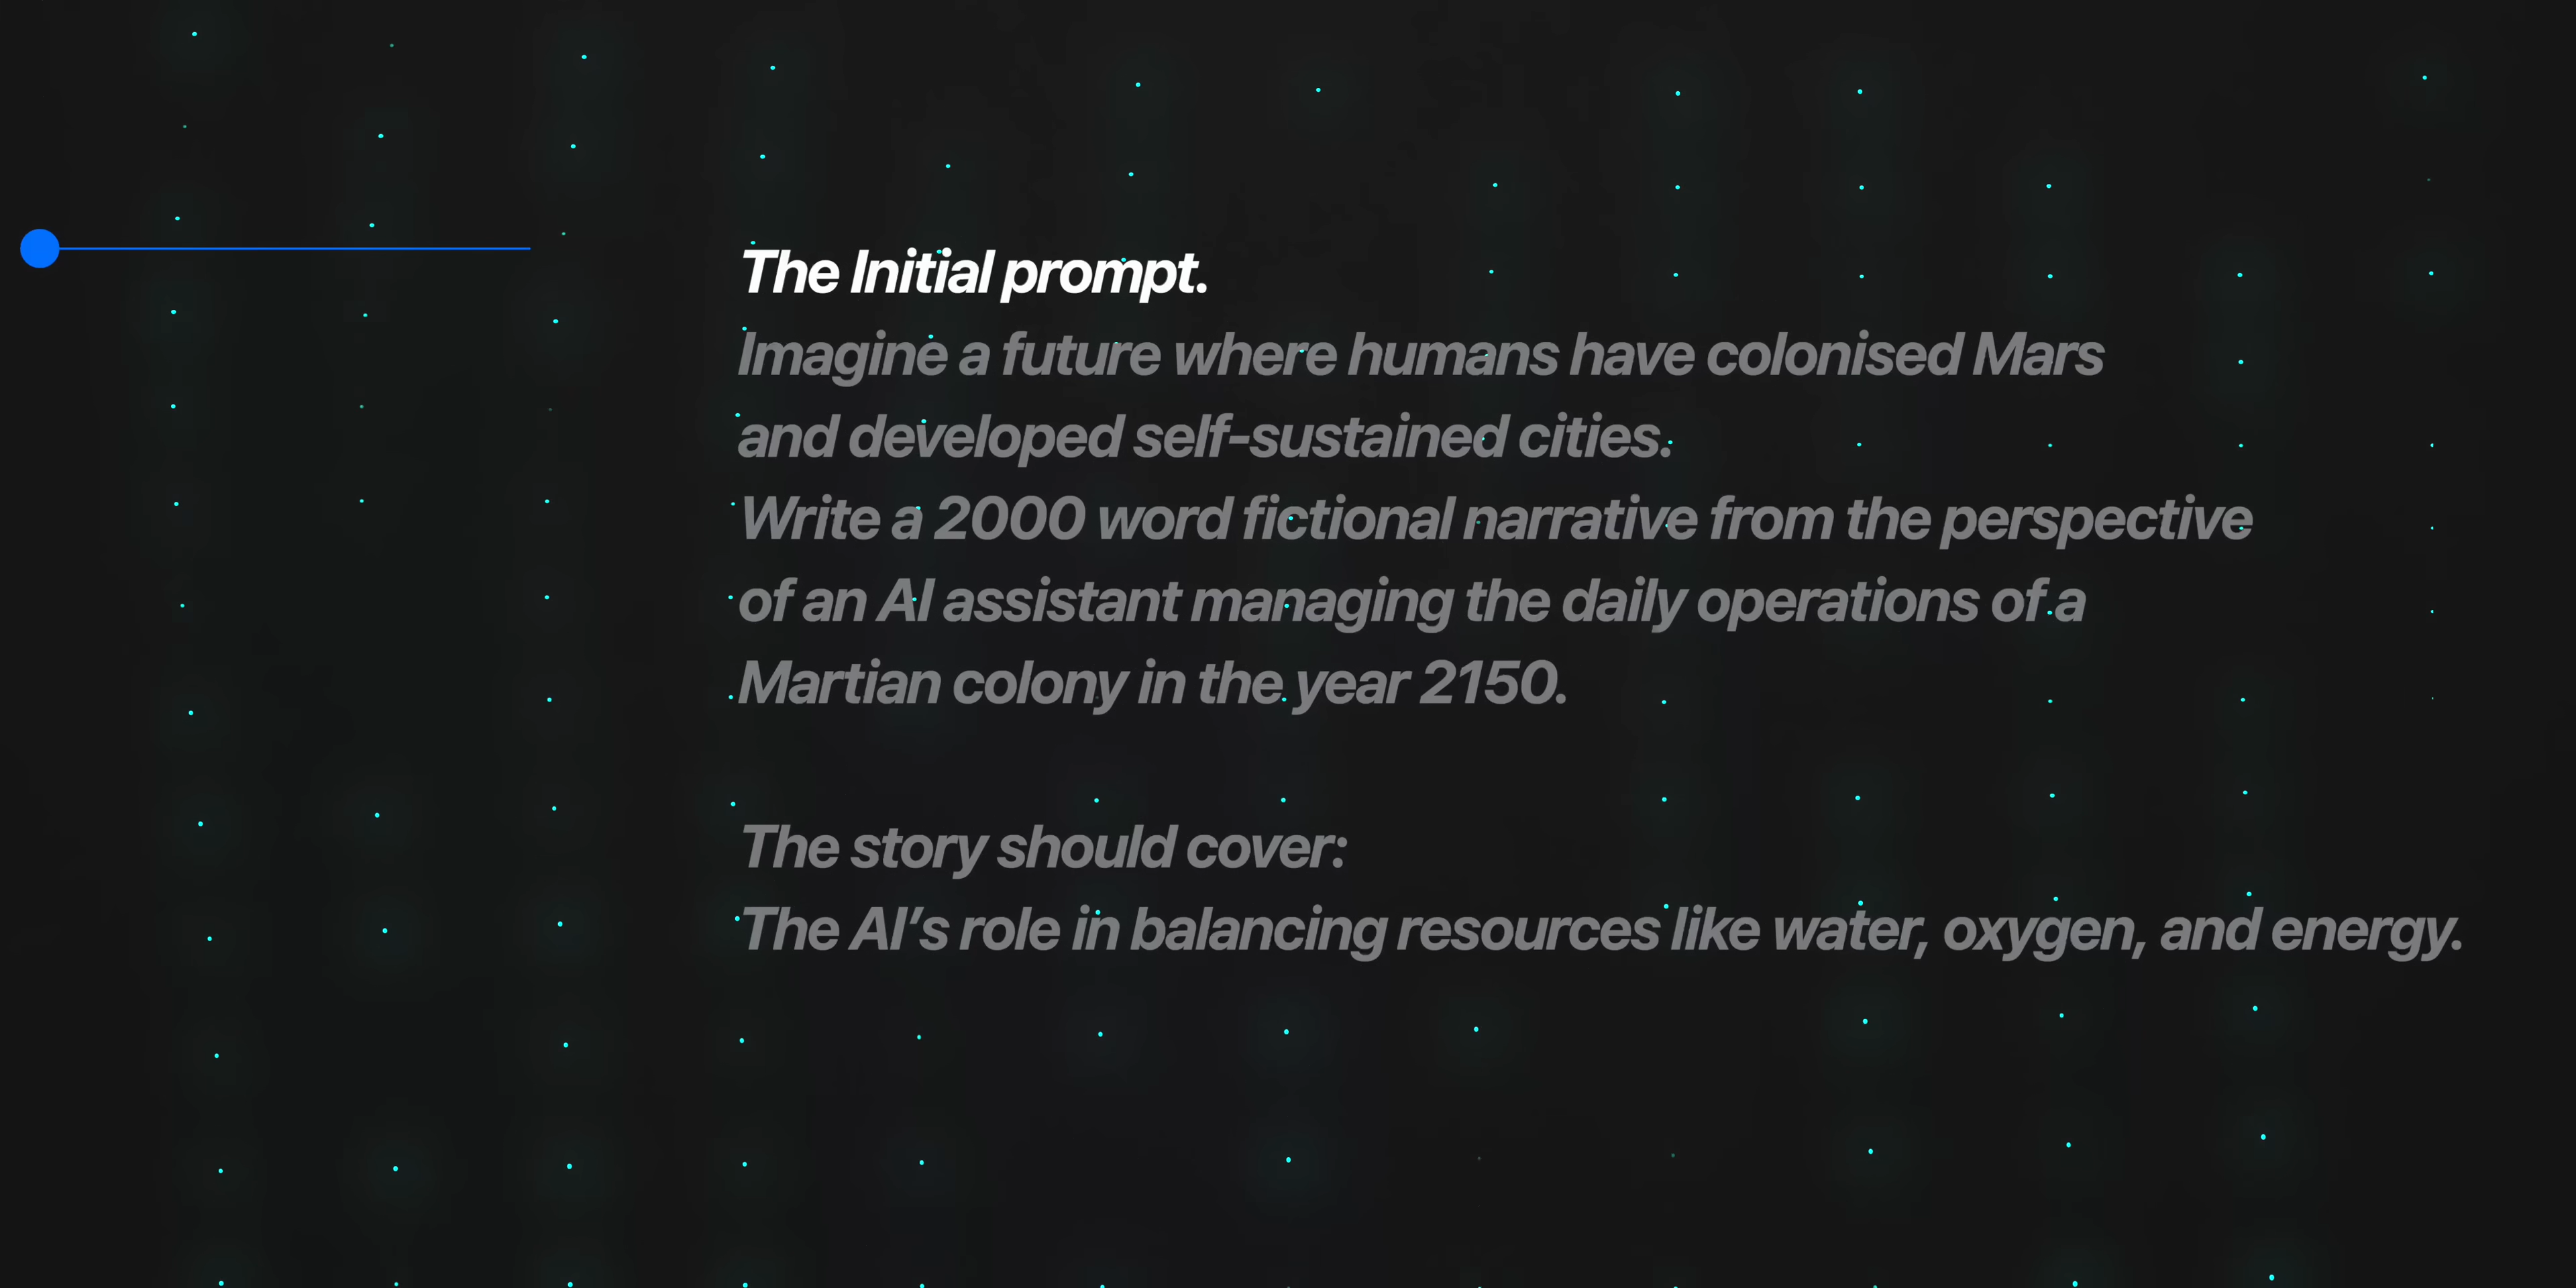 The Initial prompt.
Imagine a future where humans have colonised Mars
and developed self-sustained cities.
Write a 2000 word fictional narrative from the perspective
of an AI assistant managing the daily operations of a
Martian colony in the year 2150.
The story should cover:
The AI’s role in balancing resources like water, oxygen, and energy.